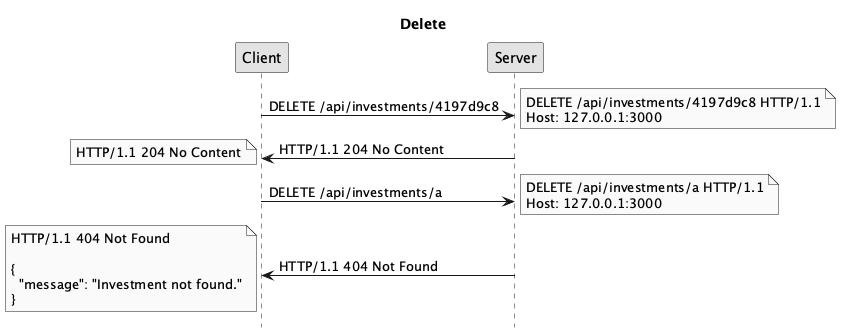 Delete
Client
Server
DELETE /api/investments/4197d9c8
DELETE /api/investments/4197d9c8 HTTP/1.1
Host: 127.0.0.1:3000
HTTP/1.1 204 No Content
HTTP/1.1 204 No Content
DELETE /api/investments/a
DELETE /api/investments/a HTTP/1.1
Host: 127.0.0.1:3000
HTTP/1.1 404 Not Found
{
"message": "Investment not found."
}
HTTP/1.1 404 Not Found